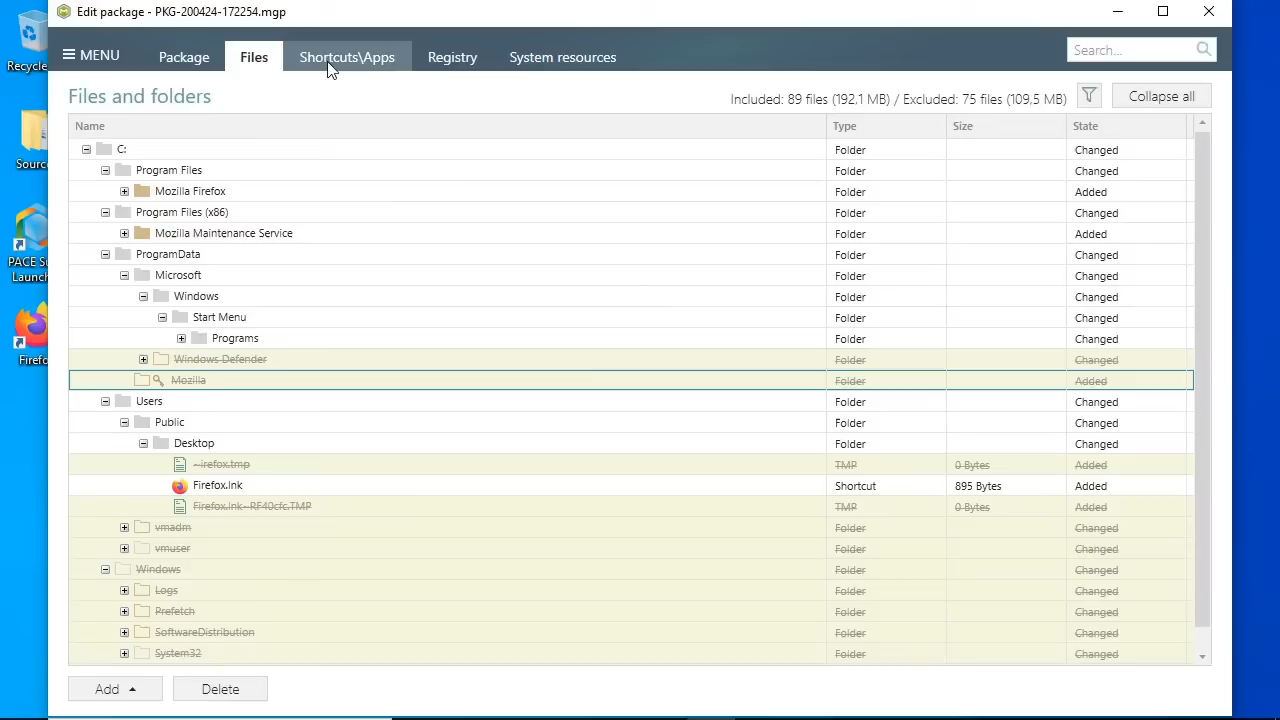 Edit package - PKG-200424-172254.mgp
MENU Package Files Shortcuts\Apps Registry System resources Search...
Files and folders Included: 89 files (192,1 MB) / Excluded: 75 files (109,5 MB) Collapse all
Name Type Size State
C: Folder Changed
Program Files Folder Changed
Mozilla Firefox Folder Added
Program Files (x86) Folder Changed
Mozilla Maintenance Service Folder Added
ProgramData Folder Changed
Microsoft Folder Changed
Windows Folder Changed
Start Menu Folder Changed
Programs Folder Changed
Windows Defender Folder Changed
Mozilla Folder Added
Users Folder Changed
Public Folder Changed
Desktop Folder Changed
~irefox.tmp TMP 0 Bytes Added
Firefox.lnk Shortcut 895 Bytes Added
Firefox.lnk~RF40cfc.TMP TMP 0 Bytes Added
vmadm Folder Changed
vmuser Folder Changed
Windows Folder Changed
Logs Folder Changed
Prefetch Folder Changed
SoftwareDistribution Folder Changed
System32 Folder Changed
Add Delete
Recycle
Sourc
PACE Su
Launch
Firefo